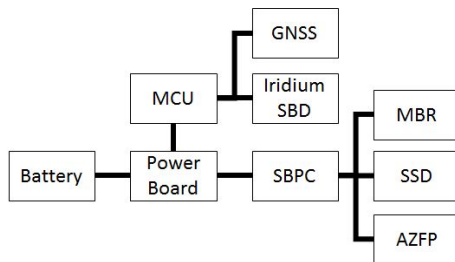 GNSS
MCU
Iridium
SBD
MBR
Battery
Power
Board
SBPC
SSD
AZFP